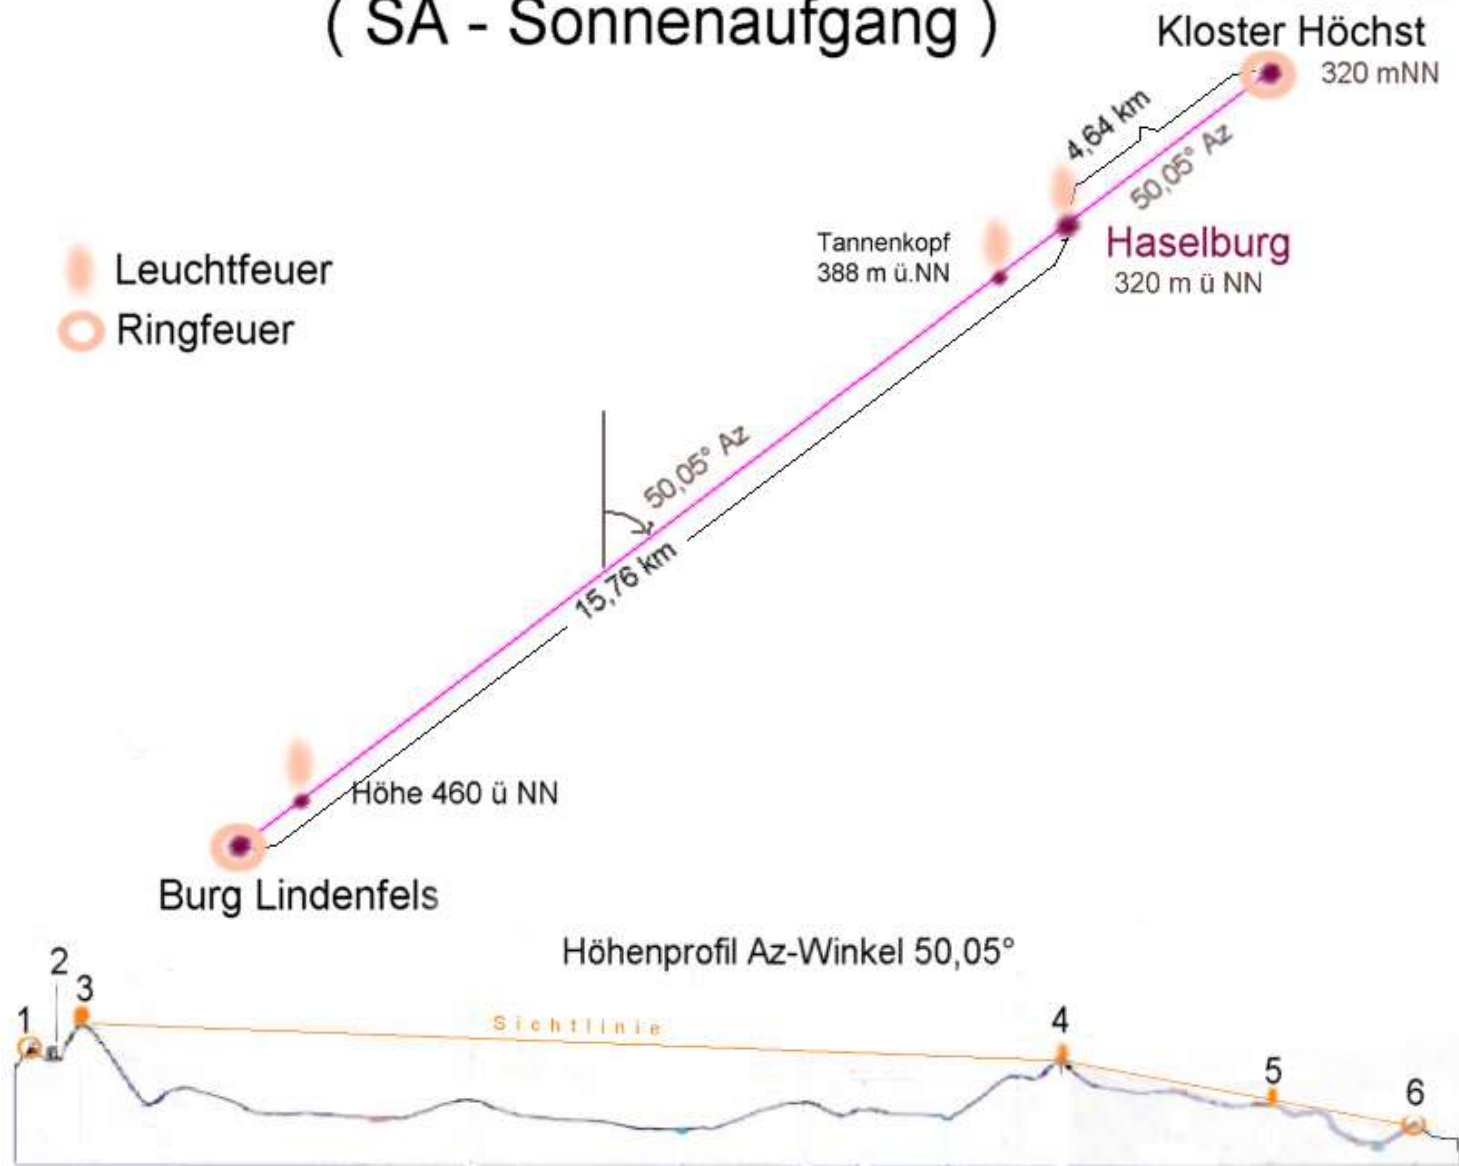 ( SA - Sonnenaufgang )
Kloster Höchst
320 mNN
4,64 km
50,05° Az
Tannenkopf
388 m ü.NN
Haselburg
320 m ü NN
Leuchtfeuer
Ringfeuer
50,05° Az
15,76 km
Höhe 460 ü NN
Burg Lindenfels
Höhenprofil Az-Winkel 50,05°
1
2
3
Sichtlinie
4
5
6